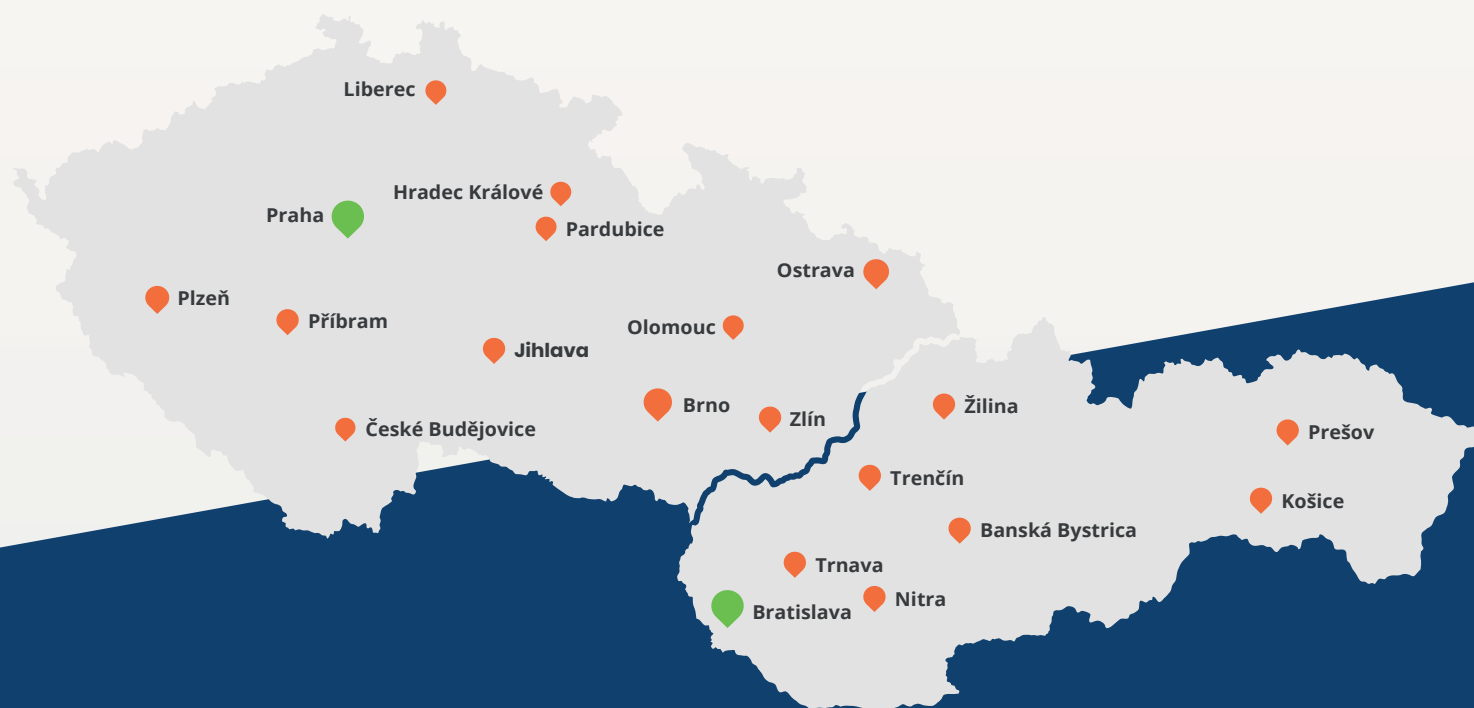 Liberec
Hradec Králové
Praha
Pardubice
Ostrava
Plzeň
Příbram
Olomouc
Jihlava
Brno
Žilina
Zlín
České Budějovice
Prešov
Trenčín
Košice
Banská Bystrica
Trnava
Nitra
Bratislava